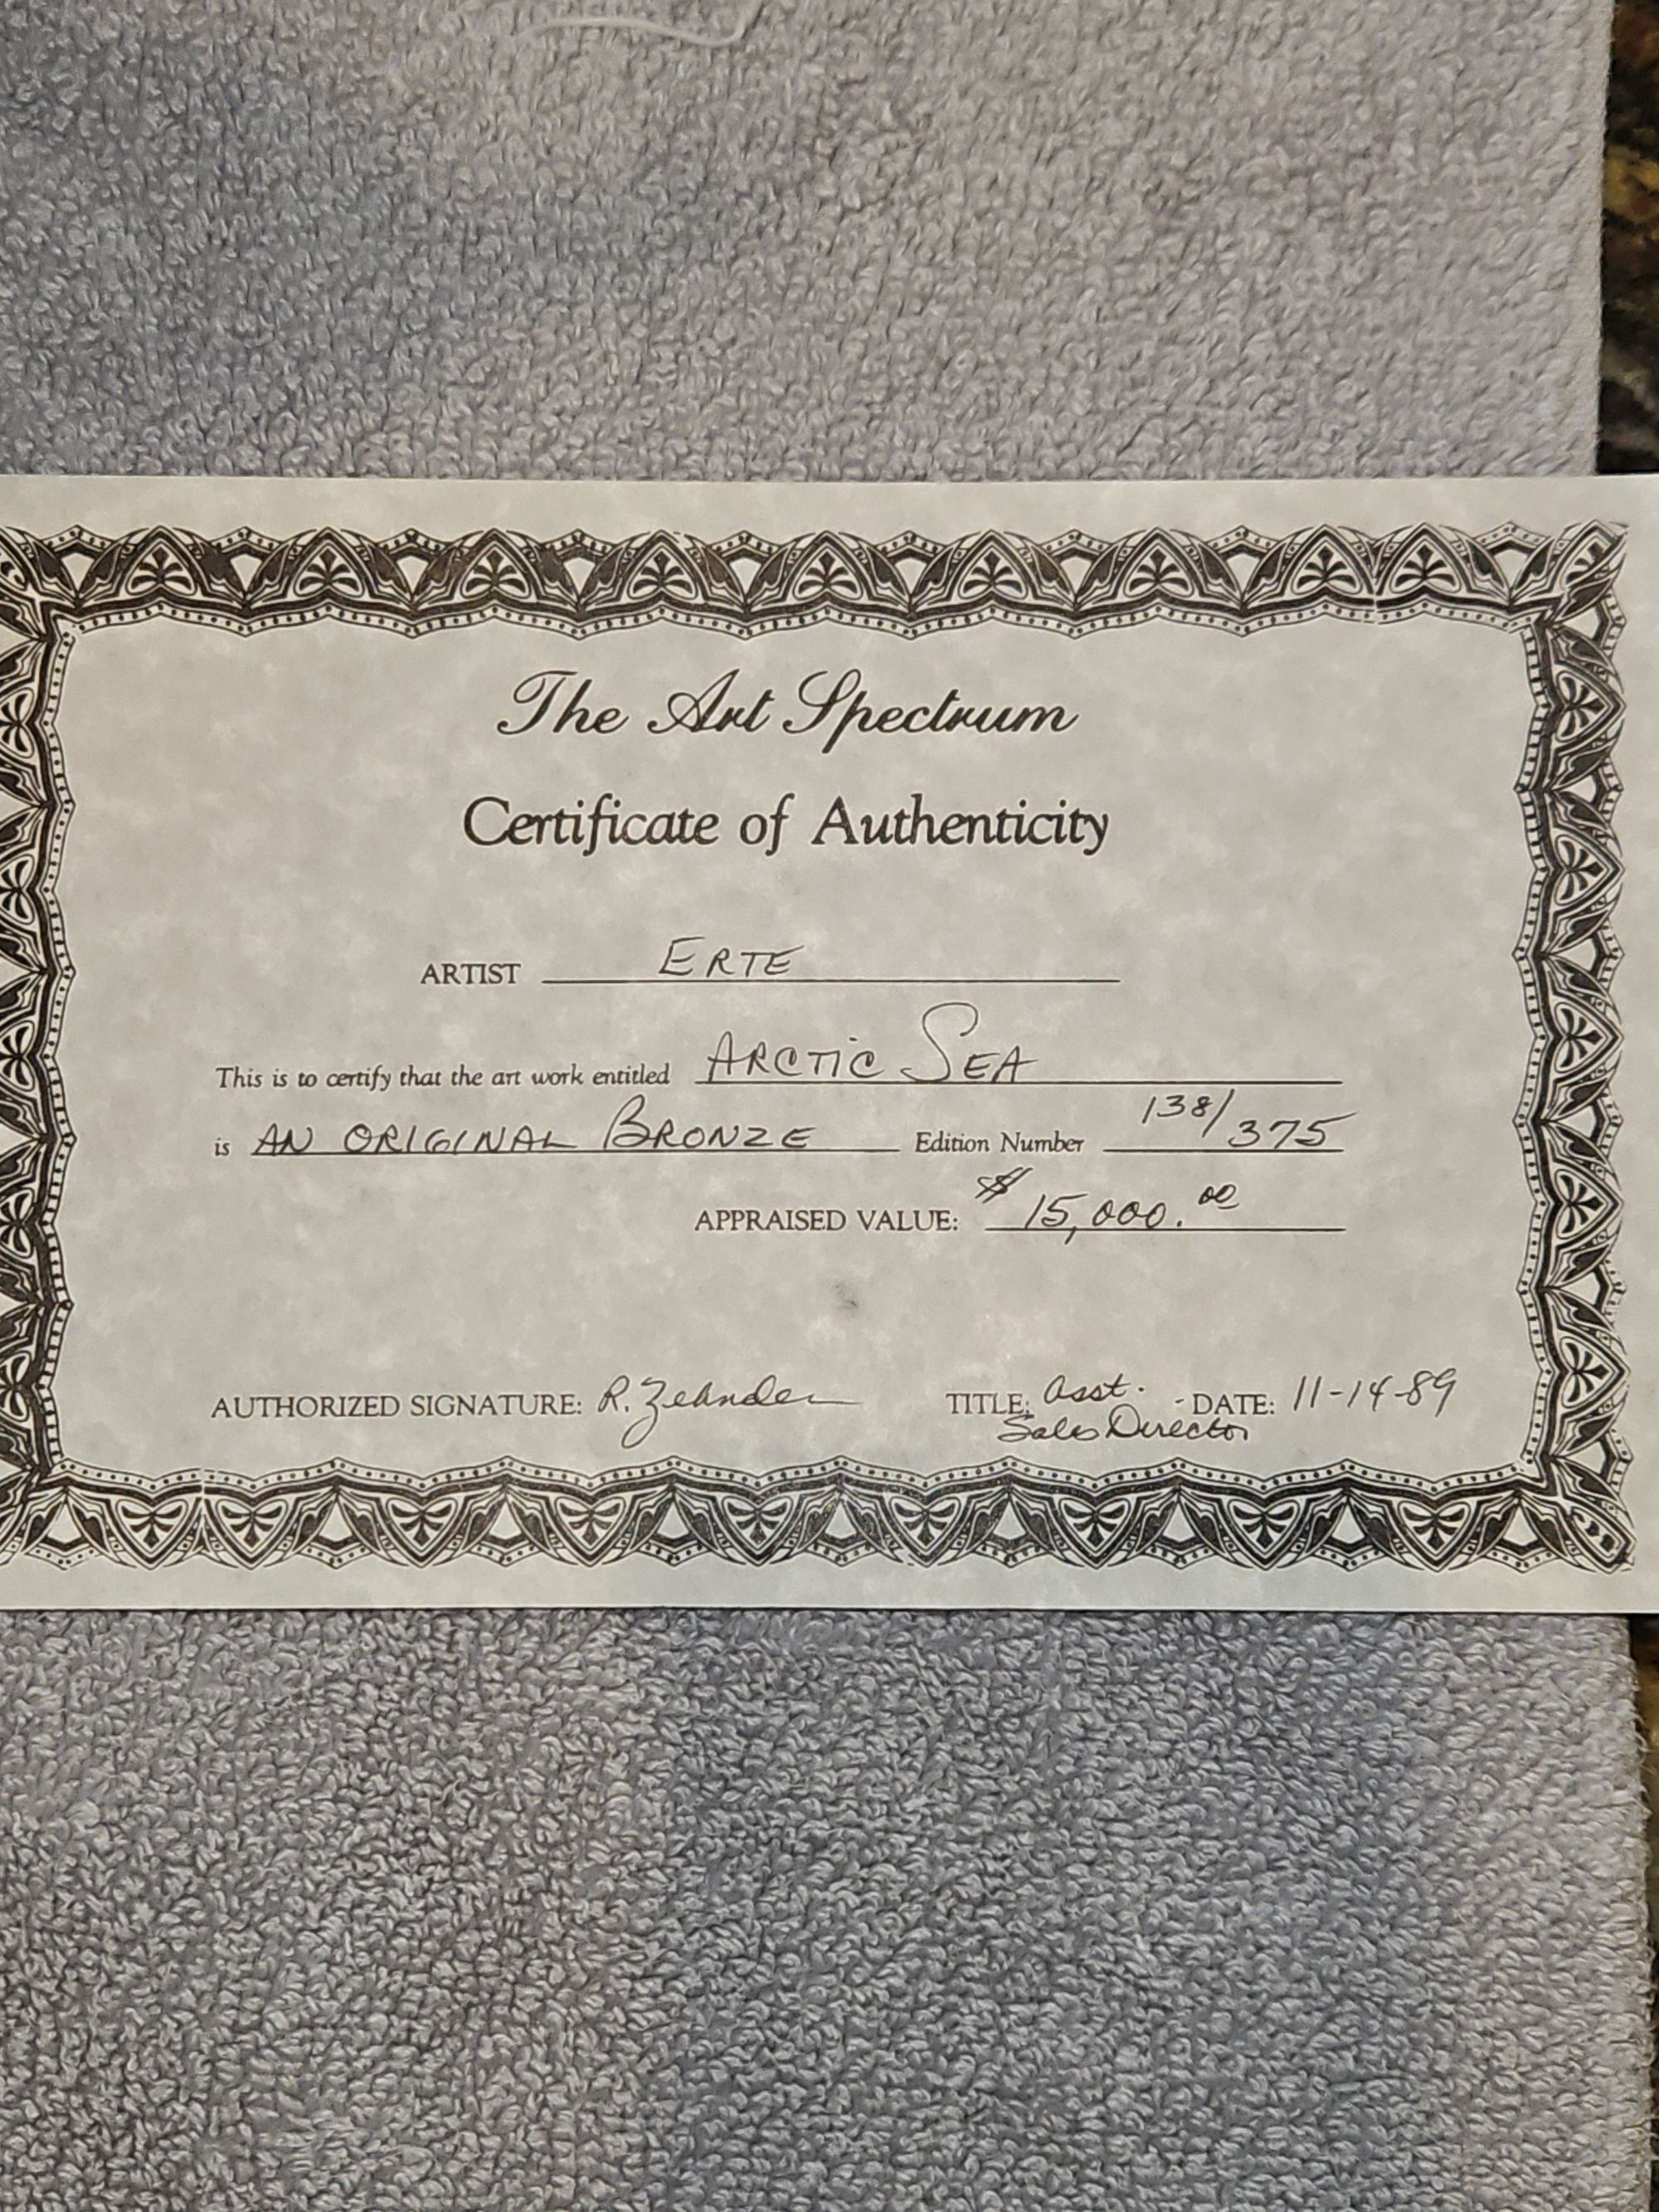 The Art Spectrum
Certificate of Authenticity
ARTIST ERTE
This is to certify that the art work entitled ARCTIC SEA
is AN ORIGINAL BRONZE Edition Number 138/375
APPRAISED VALUE: $15,000.00
AUTHORIZED SIGNATURE: R. Zehnder TITLE: Asst. - DATE: 11-14-89
Sales Director